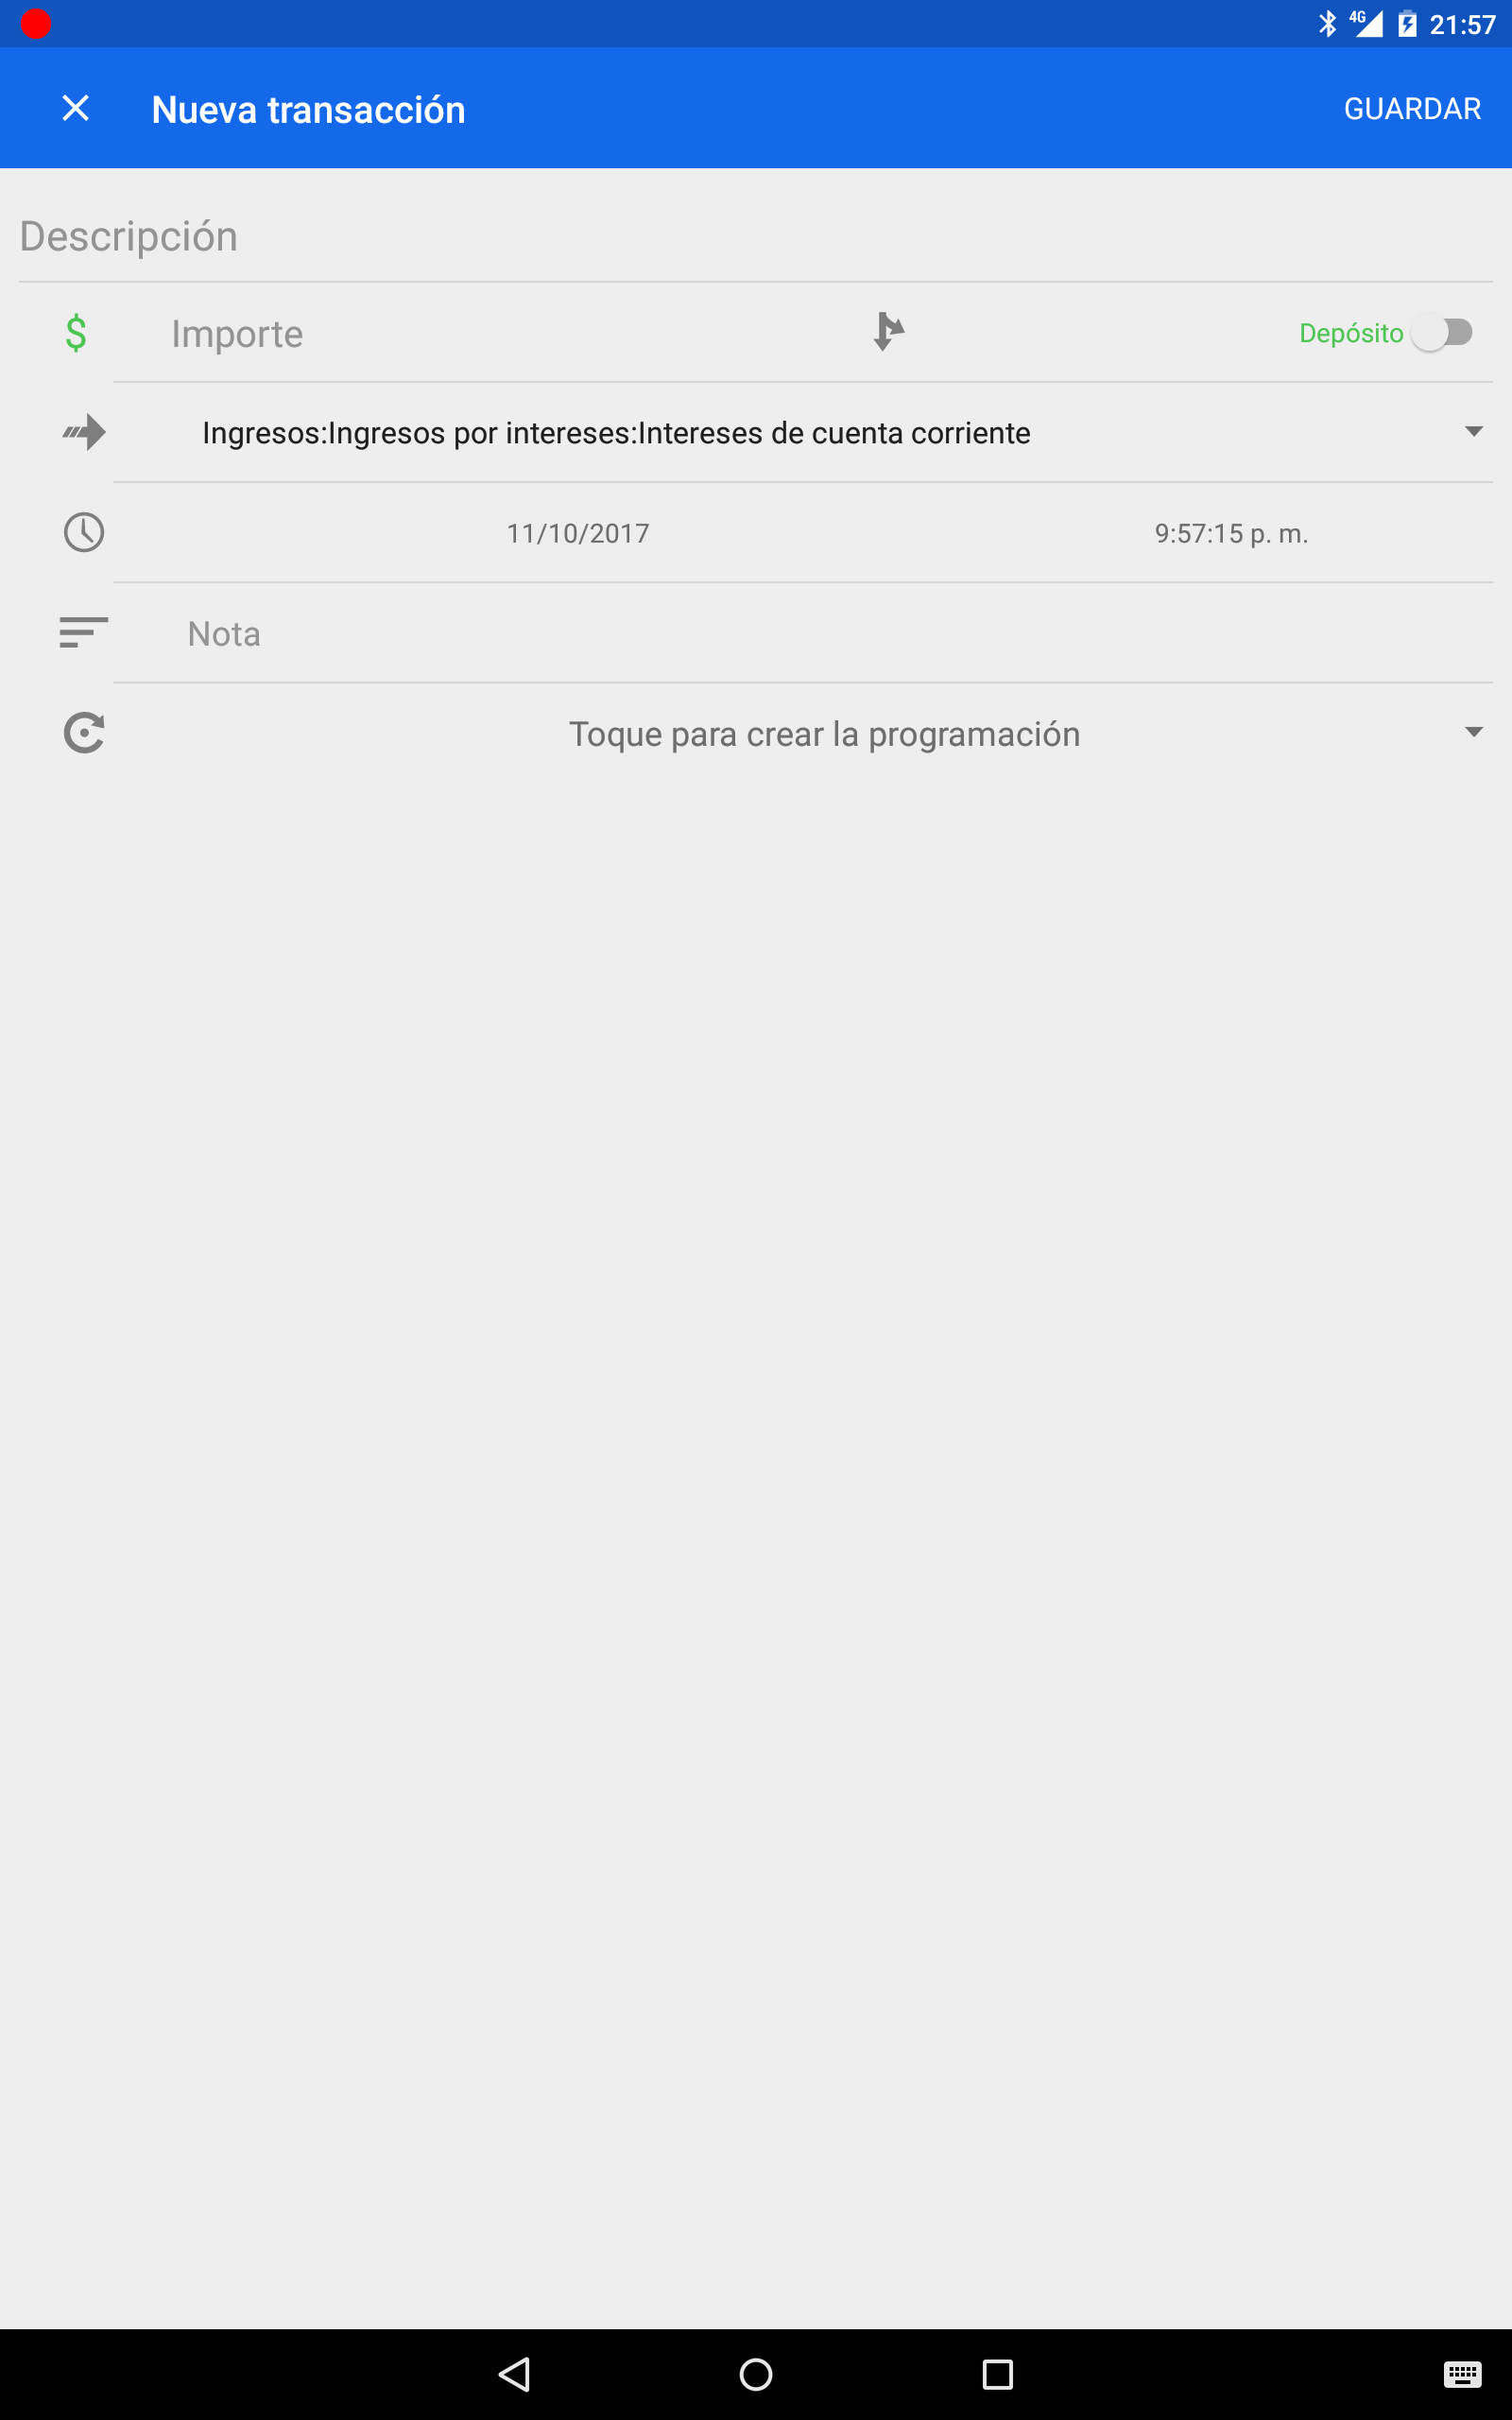 4G 21:57
Nueva transacción GUARDAR
Descripción
$ Importe Depósito
Ingresos:Ingresos por intereses:Intereses de cuenta corriente
11/10/2017 9:57:15 p. m.
Nota
Toque para crear la programación